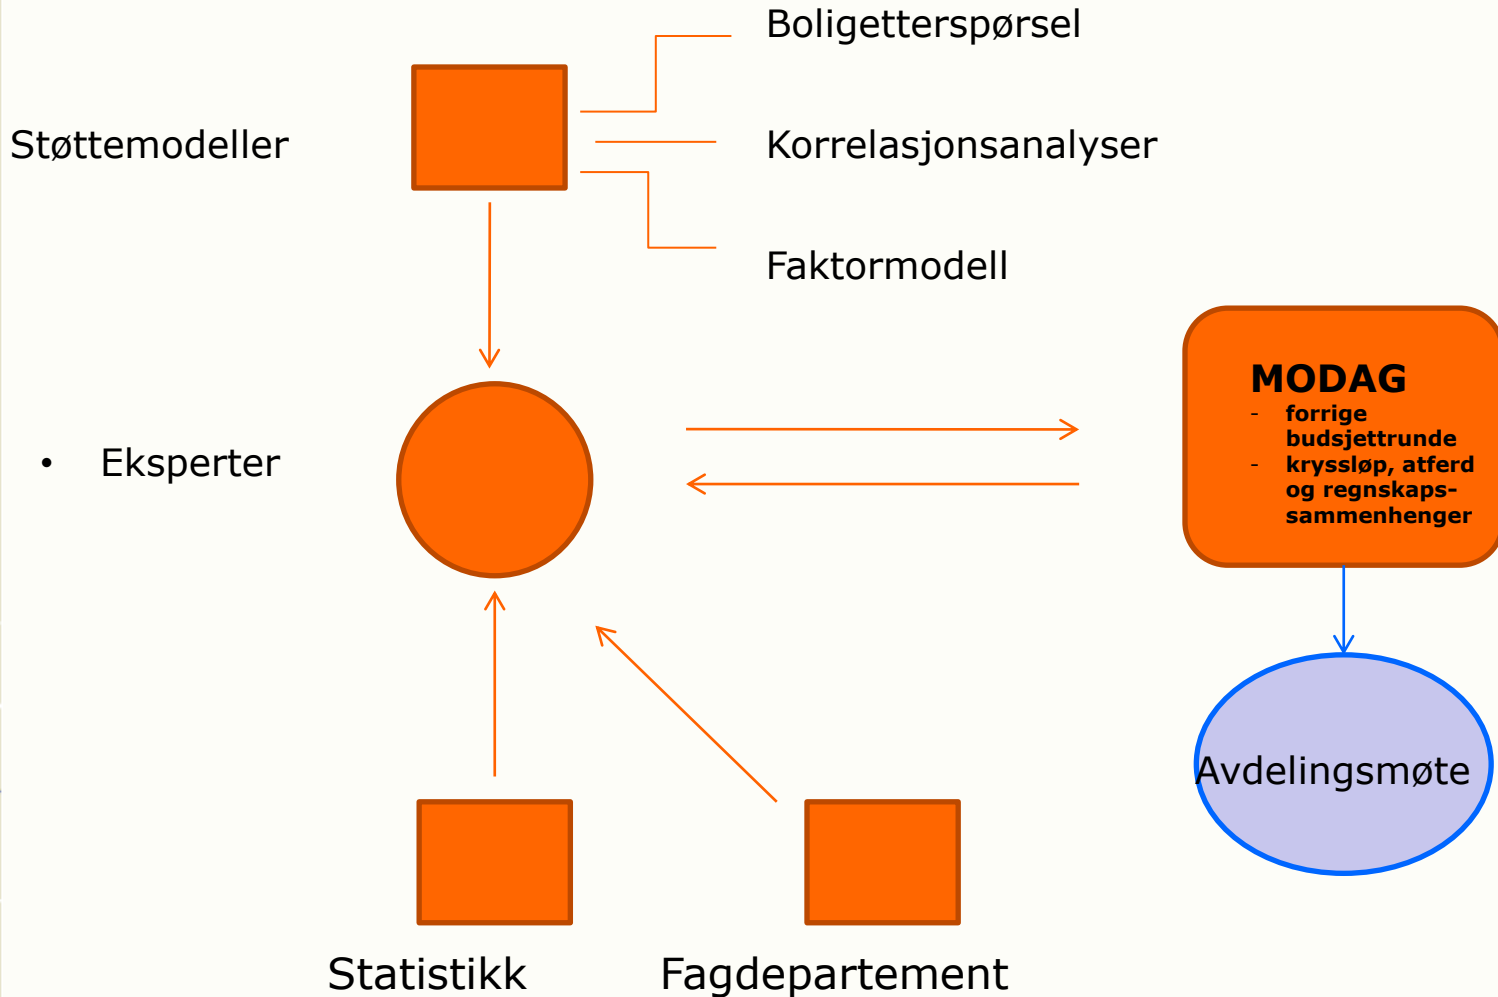 Boligetterspørsel
Støttemodeller
Korrelasjonsanalyser
Faktormodell
• Eksperter
MODAG
- forrige
budsjettrunde
- kryssløp, atferd
og regnskaps-
sammenhenger
Avdelingsmøte
Statistikk
Fagdepartement